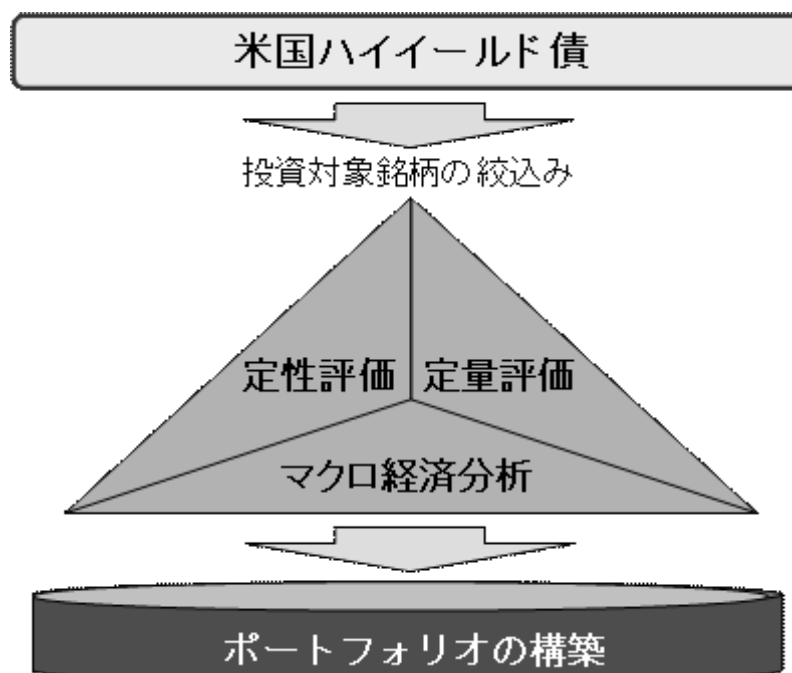 米国ハイイールド債
投資対象銘柄の絞込み
定性評価 定量評価
マクロ経済分析
ポートフォリオの構築